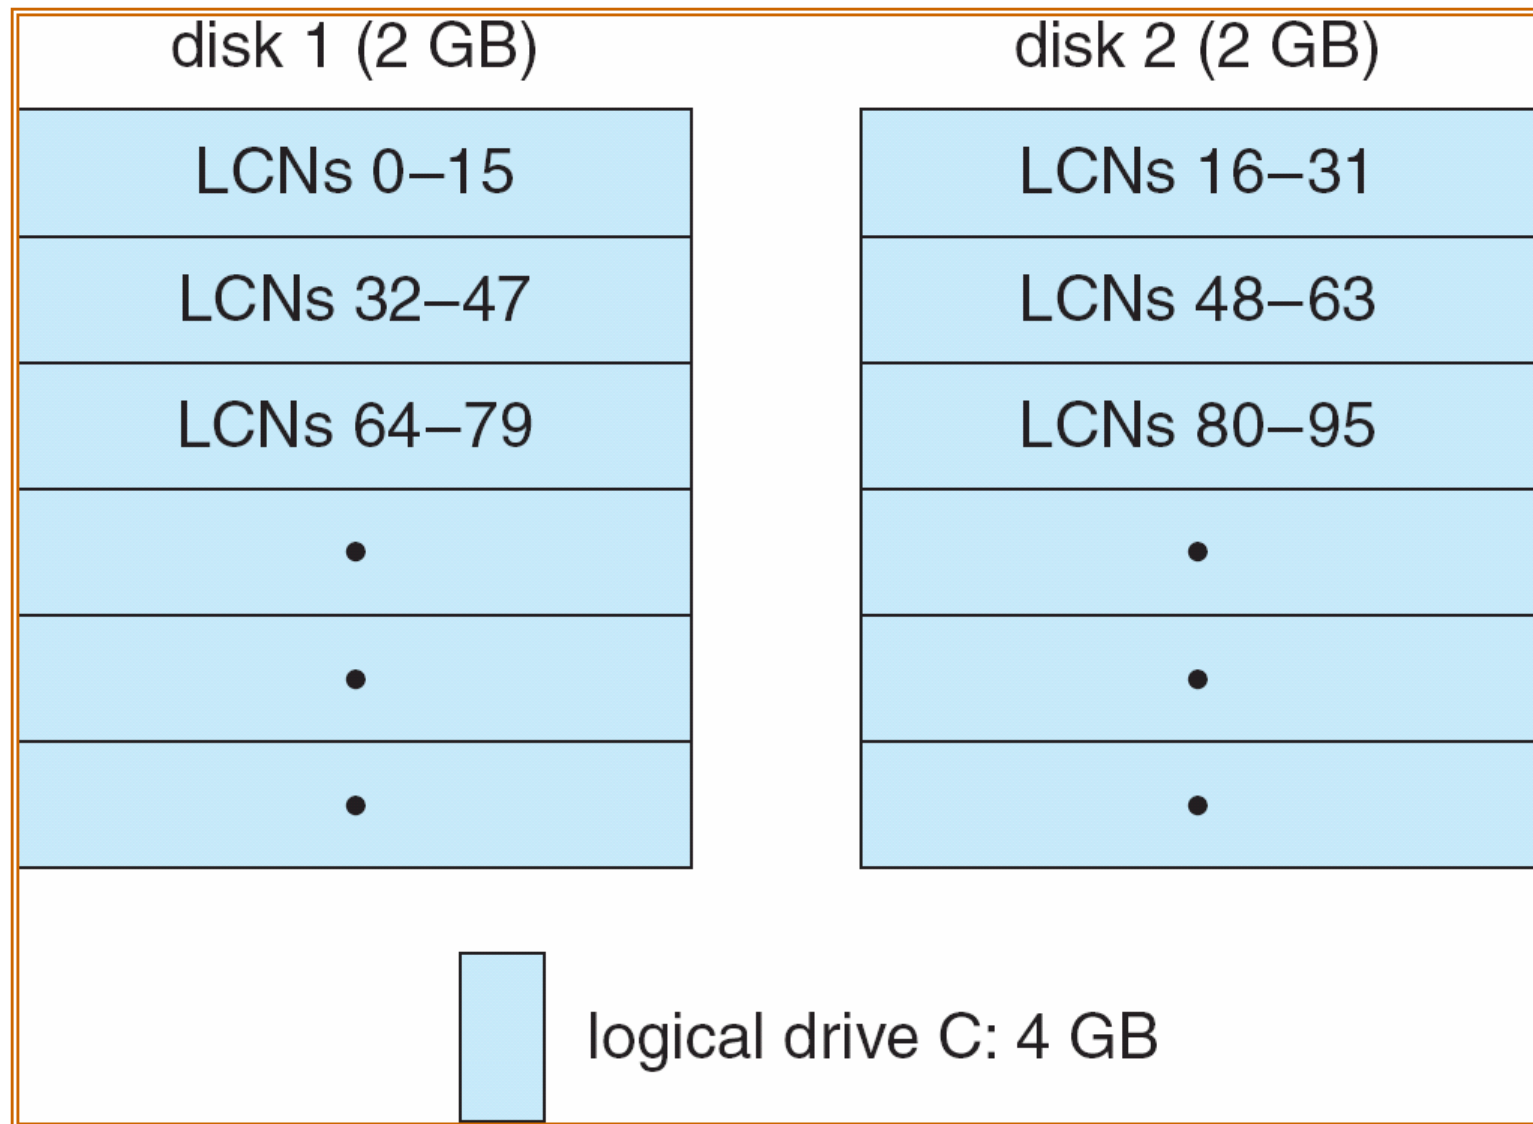 disk 1 (2 GB)
disk 2 (2 GB)
LCNs 0–15
LCNs 16–31
LCNs 32–47
LCNs 48–63
LCNs 64–79
LCNs 80–95
logical drive C: 4 GB